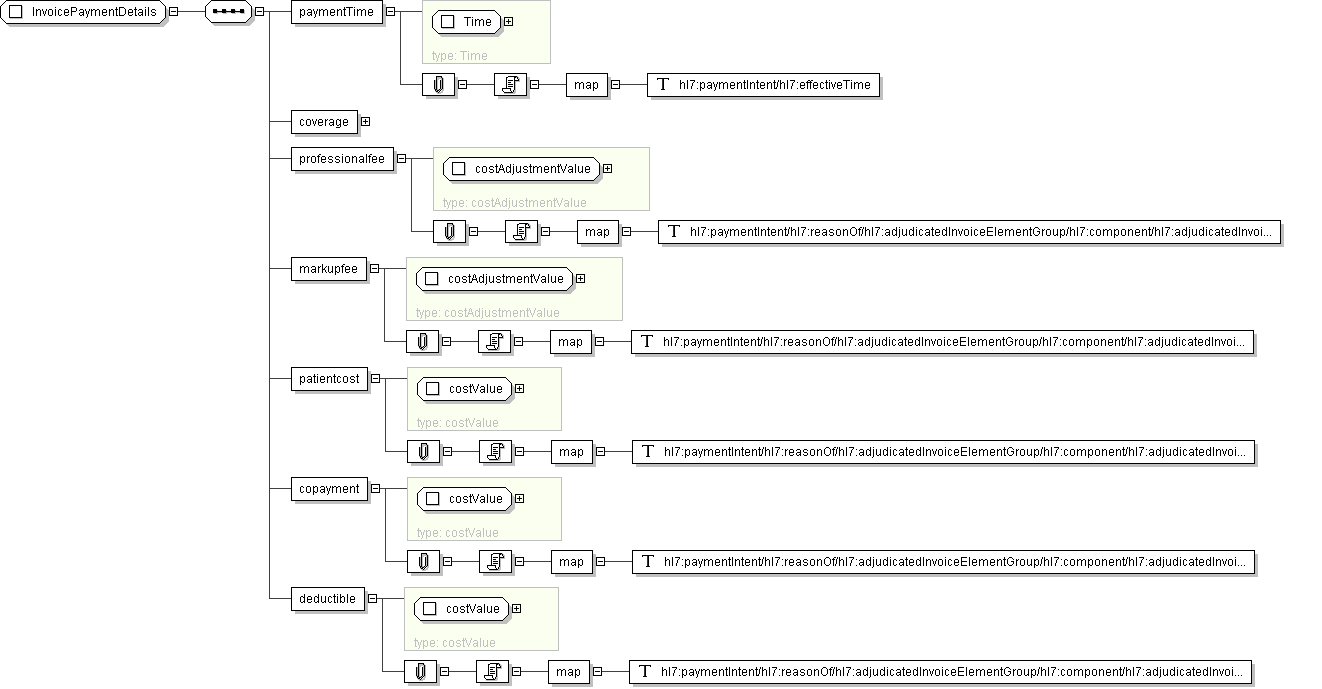 InvoicePaymentDetails
paymentTime
Time
type: Time
map
T hl7:paymentIntent/hl7:effectiveTime
coverage
professionalfee
costAdjustmentValue
type: costAdjustmentValue
map
T hl7:paymentIntent/hl7:reasonOf/hl7:adjudicatedInvoiceElementGroup/hl7:component/hl7:adjudicatedInvoi...
markupfee
costAdjustmentValue
type: costAdjustmentValue
map
T hl7:paymentIntent/hl7:reasonOf/hl7:adjudicatedInvoiceElementGroup/hl7:component/hl7:adjudicatedInvoi...
patientcost
costValue
type: costValue
map
T hl7:paymentIntent/hl7:reasonOf/hl7:adjudicatedInvoiceElementGroup/hl7:component/hl7:adjudicatedInvoi...
copayment
costValue
type: costValue
map
T hl7:paymentIntent/hl7:reasonOf/hl7:adjudicatedInvoiceElementGroup/hl7:component/hl7:adjudicatedInvoi...
deductible
costValue
type: costValue
map
T hl7:paymentIntent/hl7:reasonOf/hl7:adjudicatedInvoiceElementGroup/hl7:component/hl7:adjudicatedInvoi...